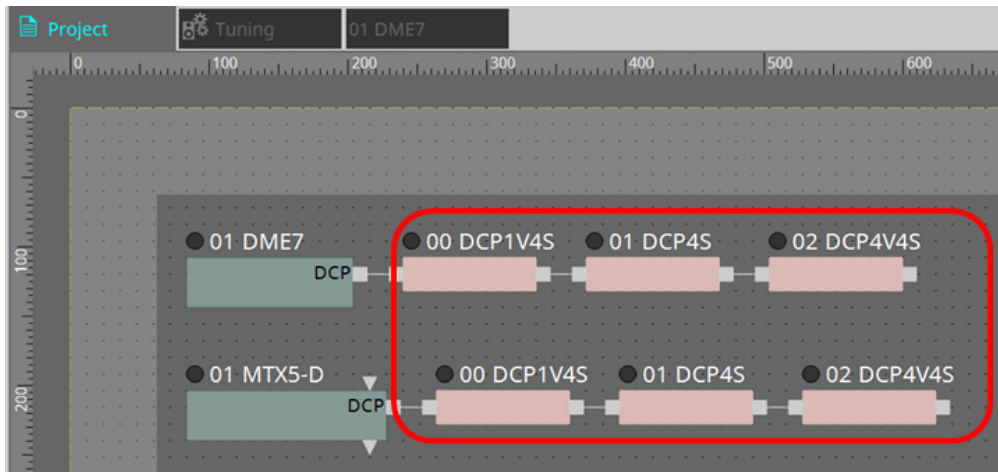 Project Tuning 01 DME7
0 100 200 300 400 500 600
0
01 DME7 00 DCP1V4S 01 DCP4S 02 DCP4V4S
100
DCP
01 MTX5-D 00 DCP1V4S 01 DCP4S 02 DCP4V4S
200
DCP